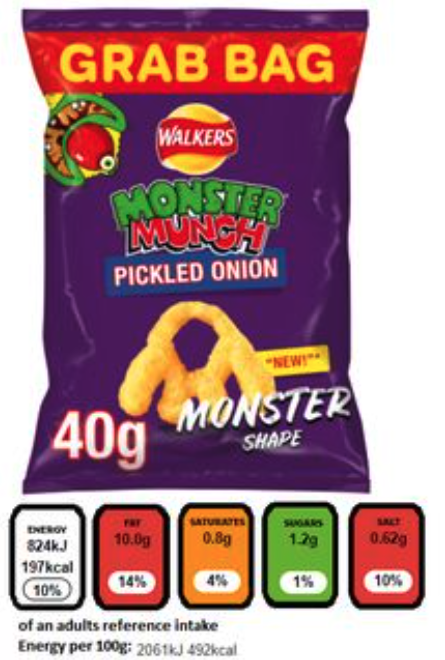 GRAB BAG
WALKERS
MONSTER
MUNCH
PICKLED ONION
"NEW!"*
MONSTER
SHAPE
40g
ENERGY
824kJ
197kcal
10%
FAT
10.0g
14%
SATURATES
0.8g
4%
SUGARS
1.2g
1%
SALT
0.62g
10%
of an adults reference intake
Energy per 100g: 2061kJ 492kcal